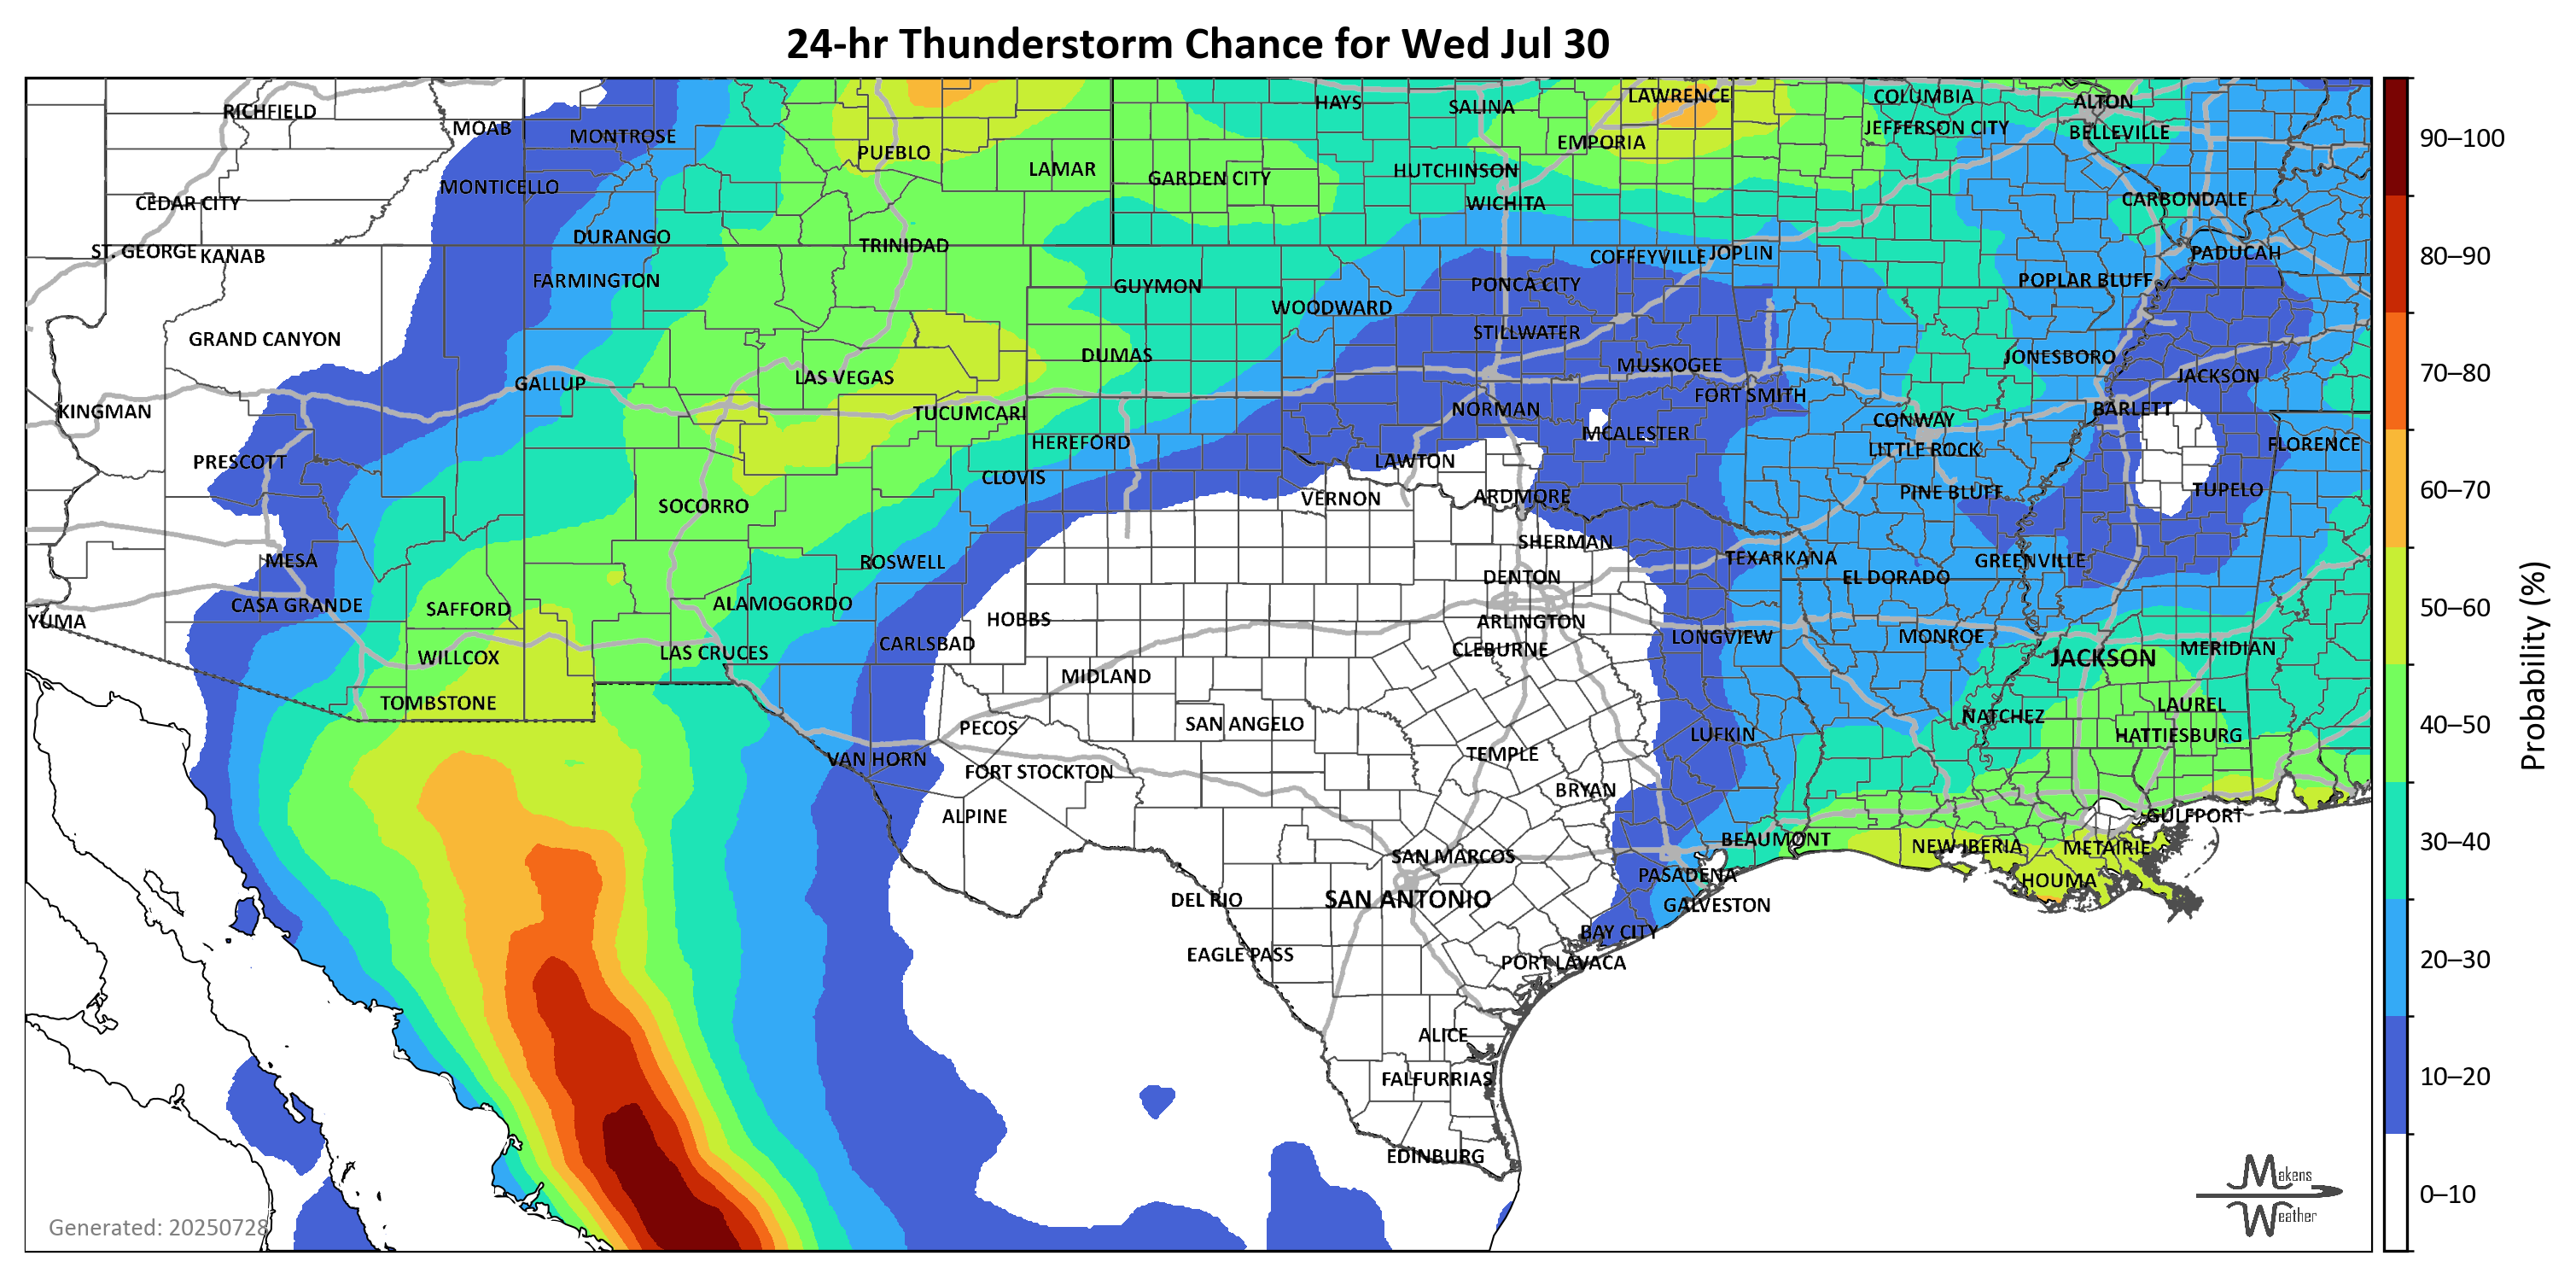 24-hr Thunderstorm Chance for Wed Jul 30
RICHFIELD
MOAB
MONTROSE
PUEBLO
LAMAR
GARDEN CITY
HAYS
SALINA
LAWRENCE
EMPORIA
COLUMBIA
ALTON
JEFFERSON CITY
BELLEVILLE
90–100
MONTICELLO
HUTCHINSON
WICHITA
CARBONDALE
CEDAR CITY
DURANGO
TRINIDAD
ST. GEORGE
KANAB
COFFEYVILLE
JOPLIN
PADUCAH
80–90
FARMINGTON
GUYMON
PONCA CITY
POPLAR BLUFF
WOODWARD
GRAND CANYON
STILLWATER
DUMAS
MUSKOGEE
JONESBORO
JACKSON
70–80
GALLUP
LAS VEGAS
FORT SMITH
KINGMAN
TUCUMCARI
NORMAN
BARLETT
CONWAY
HEREFORD
MCALESTER
LITTLE ROCK
FLORENCE
PRESCOTT
CLOVIS
LAWTON
60–70
SOCORRO
VERNON
ARDMORE
PINE BLUFF
TUPELO
MESA
ROSWELL
SHERMAN
TEXARKANA
GREENVILLE
DENTON
EL DORADO
CASA GRANDE
SAFFORD
ALAMOGORDO
50–60
YUMA
HOBBS
ARLINGTON
CARLSBAD
CLEBURNE
LONGVIEW
MONROE
WILLCOX
LAS CRUCES
JACKSON
MERIDIAN
MIDLAND
TOMBSTONE
PECOS
SAN ANGELO
NATCHEZ
LAUREL
LUFKIN
HATTIESBURG
40–50
VAN HORN
FORT STOCKTON
TEMPLE
BRYAN
ALPINE
GULFPORT
BEAUMONT
NEW IBERIA
METAIRIE
30–40
SAN MARCOS
PASADENA
HOUMA
DEL RIO
SAN ANTONIO
GALVESTON
BAY CITY
EAGLE PASS
PORT LAVACA
20–30
ALICE
FALFURRIAS
10–20
EDINBURG
Makens
Weather
0–10
Generated: 20250728
Probability (%)